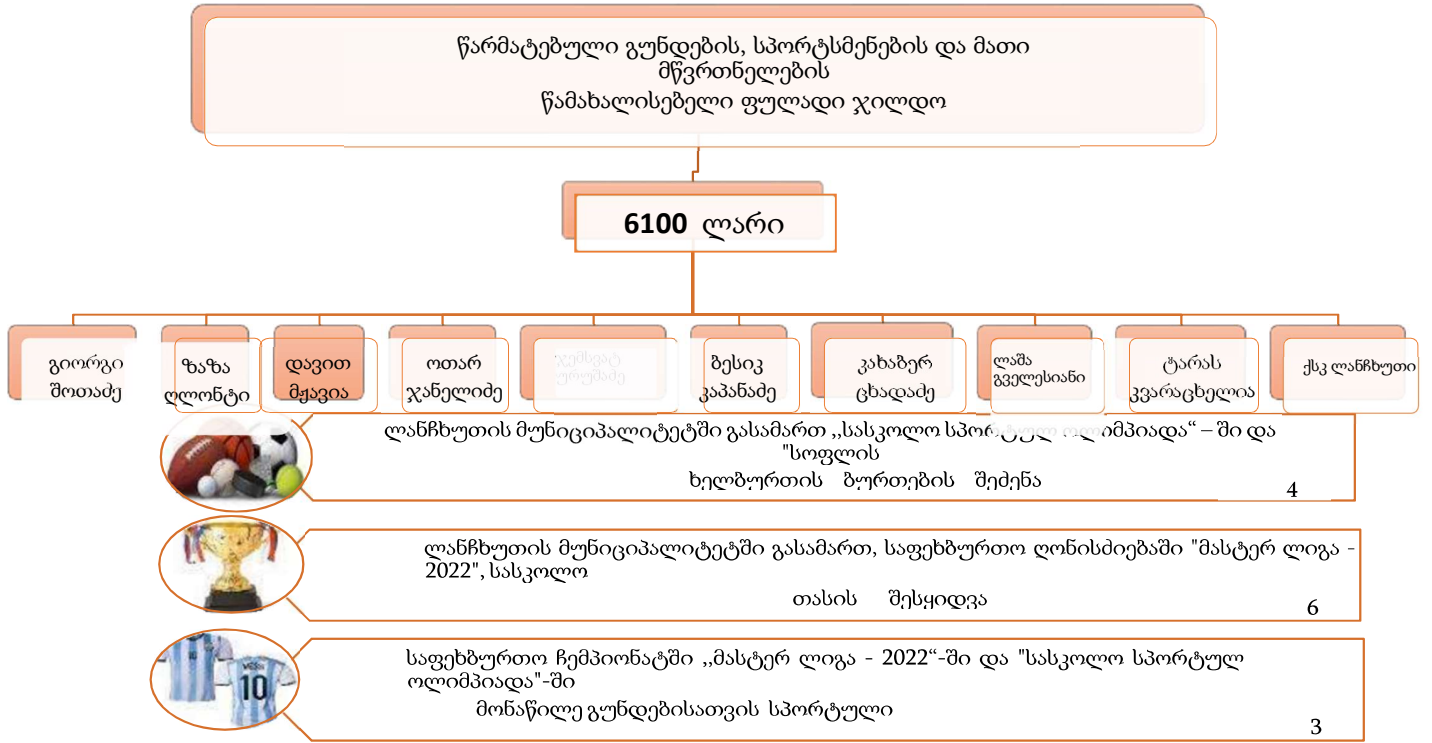 წარმატებული გუნდების, სპორტსმენების და მათი
მწვრთნელების
წამახალისებელი ფულადი ჯილდო
6100 ლარი
გიორგი
შოთაძე
ზაზა
ღლონტი
დავით
მჟავია
ოთარ
ჯანელიძე
ბესიკ
კაპანაძე
კახაბერ
ცხადაძე
ლაშა
გველესიანი
ტარას
კვარაცხელია
ქსკ ლანჩხუთი
ლანჩხუთის მუნიციპალიტეტში გასამართ ,,სასკოლო სპორტულ ოლიმპიადა“ – ში და
"სოფლის
ხელბურთის ბურთების შეძენა
4
ლანჩხუთის მუნიციპალიტეტში გასამართ, საფეხბურთო ღონისძიებაში "მასტერ ლიგა -
2022", სასკოლო
თასის შესყიდვა
6
საფეხბურთო ჩემპიონატში ,,მასტერ ლიგა - 2022“-ში და "სასკოლო სპორტულ
ოლიმპიადა"-ში
მონაწილე გუნდებისათვის სპორტული
3
10